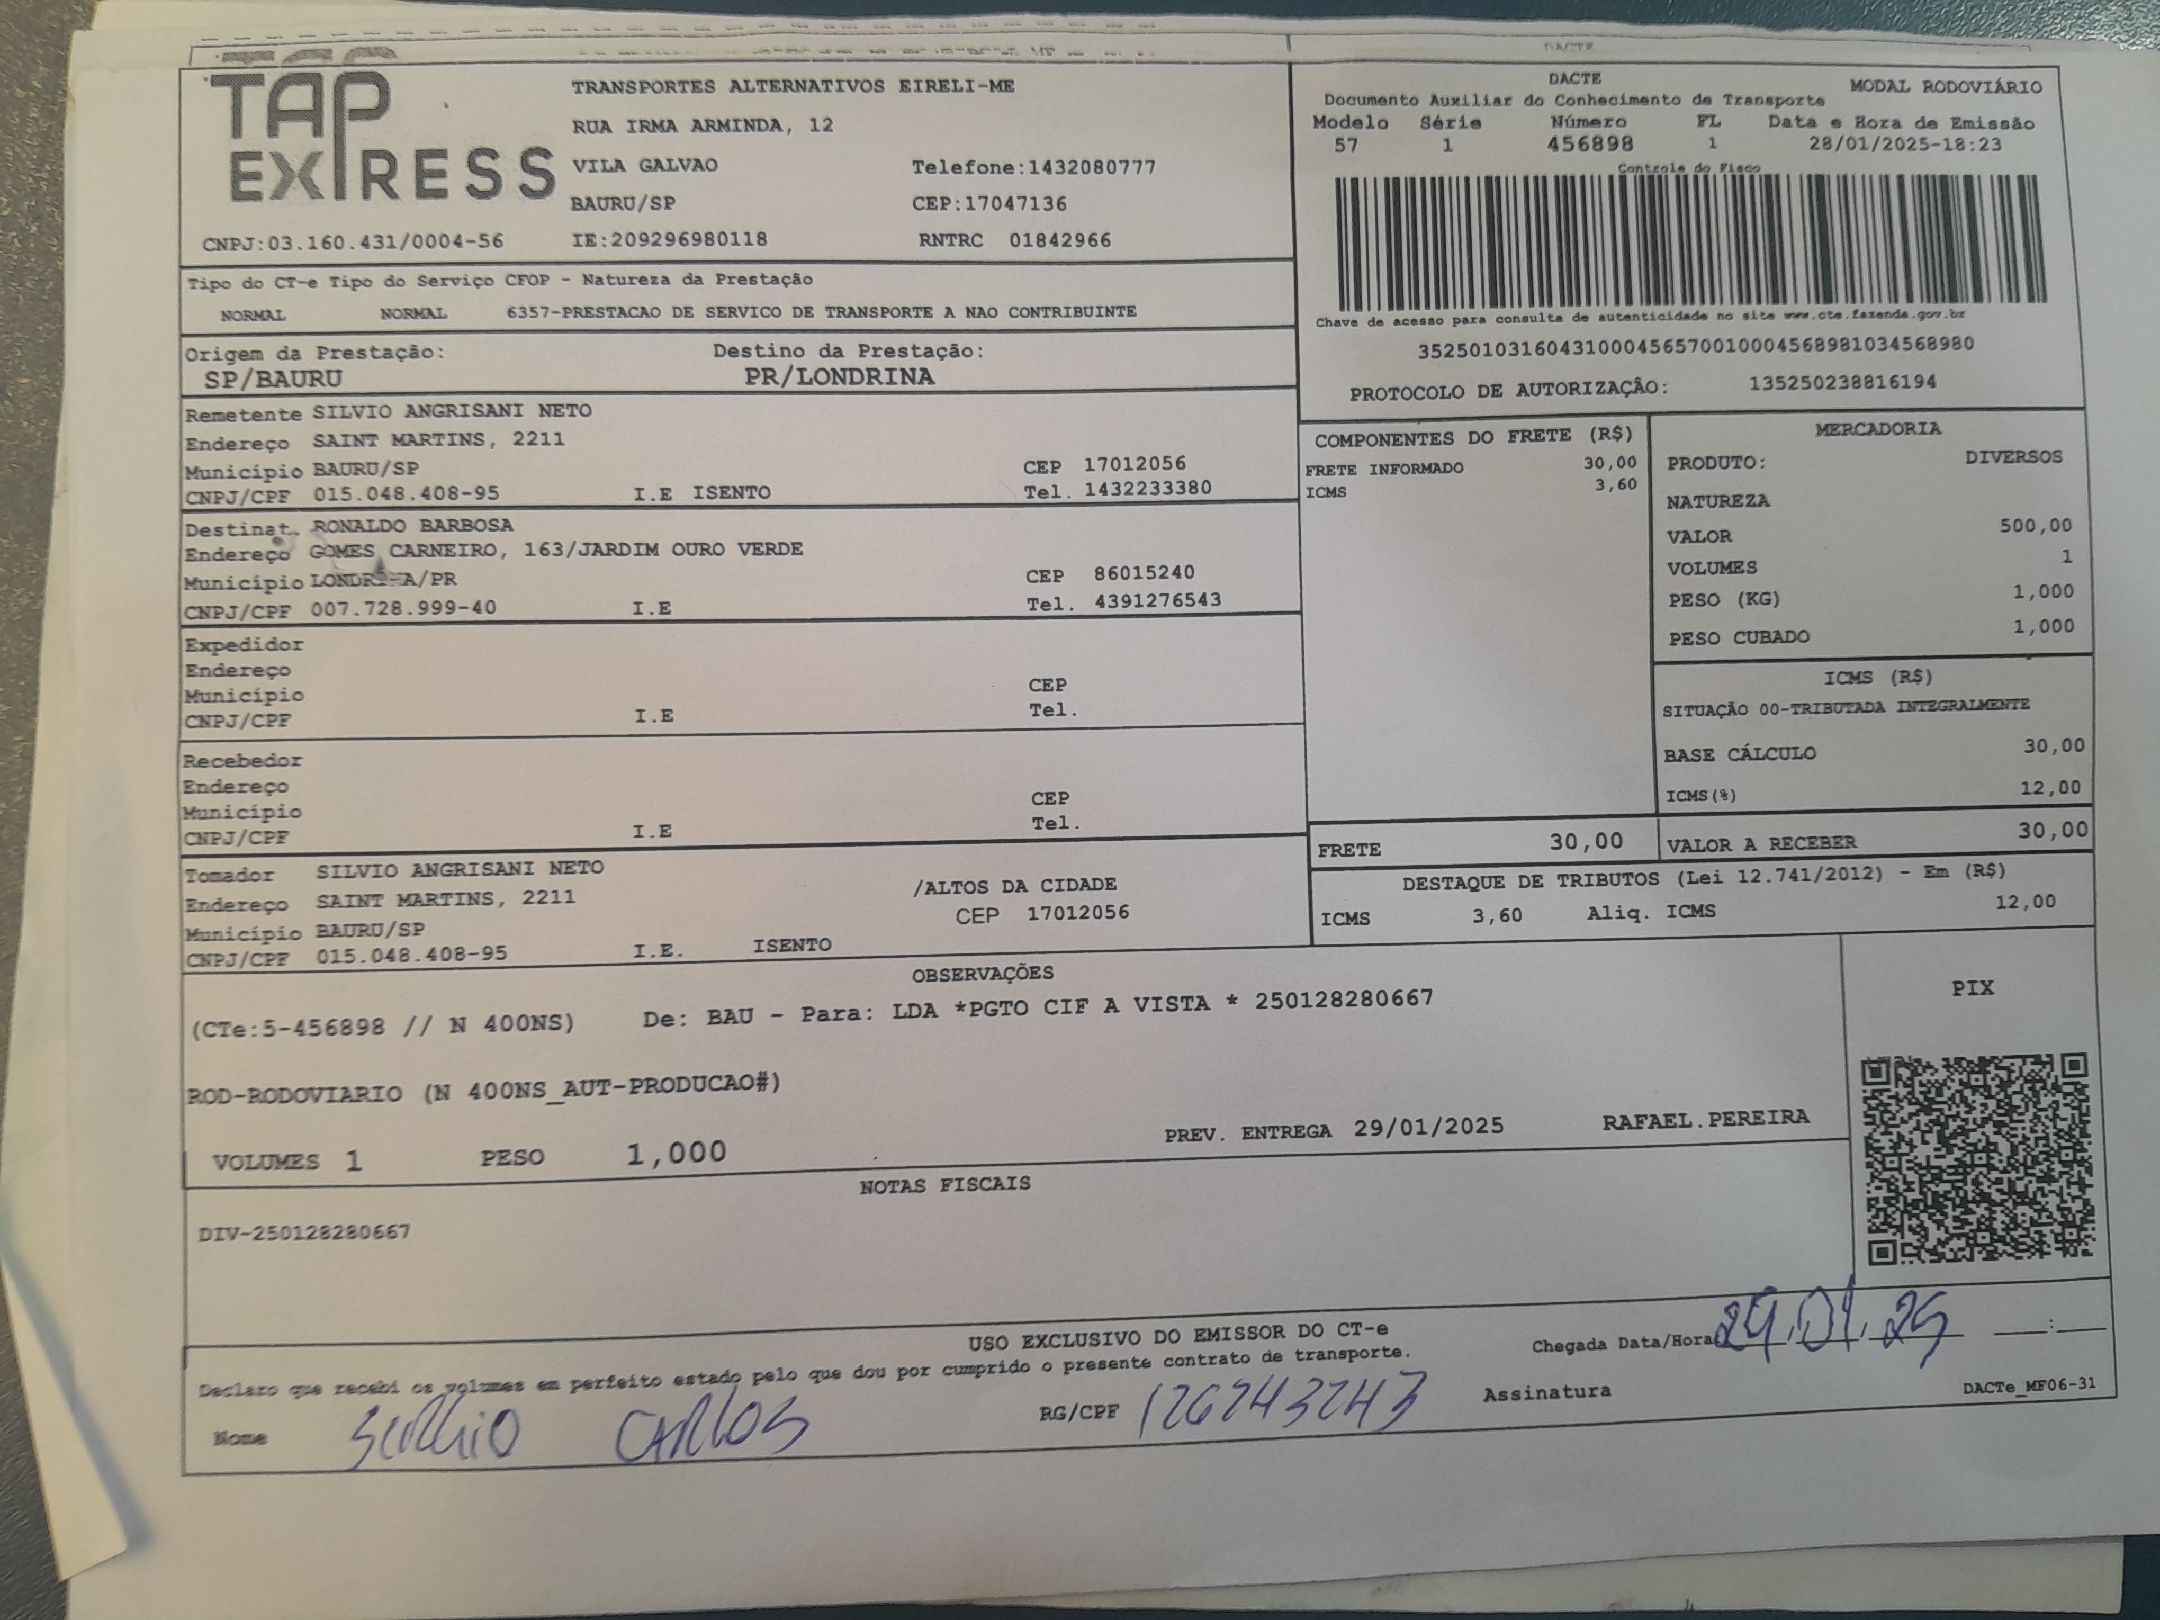 TAP
EXPRESS
TRANSPORTES ALTERNATIVOS EIRELI-ME
RUA IRMA ARMINDA, 12
VILA GALVAO Telefone:1432080777
BAURU/SP CEP:17047136
CNPJ:03.160.431/0004-56 IE:209296980118 RNTRC 01842966
DACTE
DACTE MODAL RODOVIÁRIO
Documento Auxiliar do Conhecimento de Transporte
Modelo Série Número FL Data e Hora de Emissão
57 1 456898 1 28/01/2025-18:23
Controle do Fisco
Chave de acesso para consulta de autenticidade no site www.cte.fazenda.gov.br
35250103160431000456570010004568981034568980
PROTOCOLO DE AUTORIZAÇÂO: 135250238816194
Tipo do CT-e Tipo do Serviço CFOP - Natureza da Prestação
NORMAL NORMAL 6357-PRESTACAO DE SERVICO DE TRANSPORTE A NAO CONTRIBUINTE
Origem da Prestação: Destino da Prestação:
SP/BAURU PR/LONDRINA
Remetente SILVIO ANGRISANI NETO
Endereço SAINT MARTINS, 2211
Município BAURU/SP CEP 17012056
CNPJ/CPF 015.048.408-95 I.E ISENTO Tel. 1432233380
Destinat. RONALDO BARBOSA
Endereço GOMES CARNEIRO, 163/JARDIM OURO VERDE
Município LONDRINA/PR CEP 86015240
CNPJ/CPF 007.728.999-40 I.E Tel. 4391276543
Expedidor
Endereço
Município CEP
CNPJ/CPF I.E Tel.
Recebedor
Endereço
Município CEP
CNPJ/CPF I.E Tel.
Tomador SILVIO ANGRISANI NETO
Endereço SAINT MARTINS, 2211 /ALTOS DA CIDADE
Município BAURU/SP CEP 17012056
CNPJ/CPF 015.048.408-95 I.E. ISENTO
COMPONENTES DO FRETE (R$)
FRETE INFORMADO 30,00
ICMS 3,60
MERCADORIA
PRODUTO: DIVERSOS
NATUREZA
VALOR 500,00
VOLUMES 1
PESO (KG) 1,000
PESO CUBADO 1,000
ICMS (R$)
SITUAÇÃO 00-TRIBUTADA INTEGRALMENTE
BASE CÁLCULO 30,00
ICMS(%) 12,00
FRETE 30,00 VALOR A RECEBER 30,00
DESTAQUE DE TRIBUTOS (Lei 12.741/2012) - Em (R$)
ICMS 3,60 Aliq. ICMS 12,00
OBSERVAÇÕES
(CTe:5-456898 // N 400NS) De: BAU - Para: LDA *PGTO CIF A VISTA * 250128280667
ROD-RODOVIARIO (N 400NS_AUT-PRODUCAO#)
PREV. ENTREGA 29/01/2025 RAFAEL.PEREIRA
VOLUMES 1 PESO 1,000
PIX
NOTAS FISCAIS
DIV-250128280667
USO EXCLUSIVO DO EMISSOR DO CT-e
Chegada Data/Hora 29.01.25 __:__
Declaro que recebi os volumes em perfeito estado pelo que dou por cumprido o presente contrato de transporte.
Nome SERGIO CARLOS RG/CPF 126243243 Assinatura DACTe_MF06-31